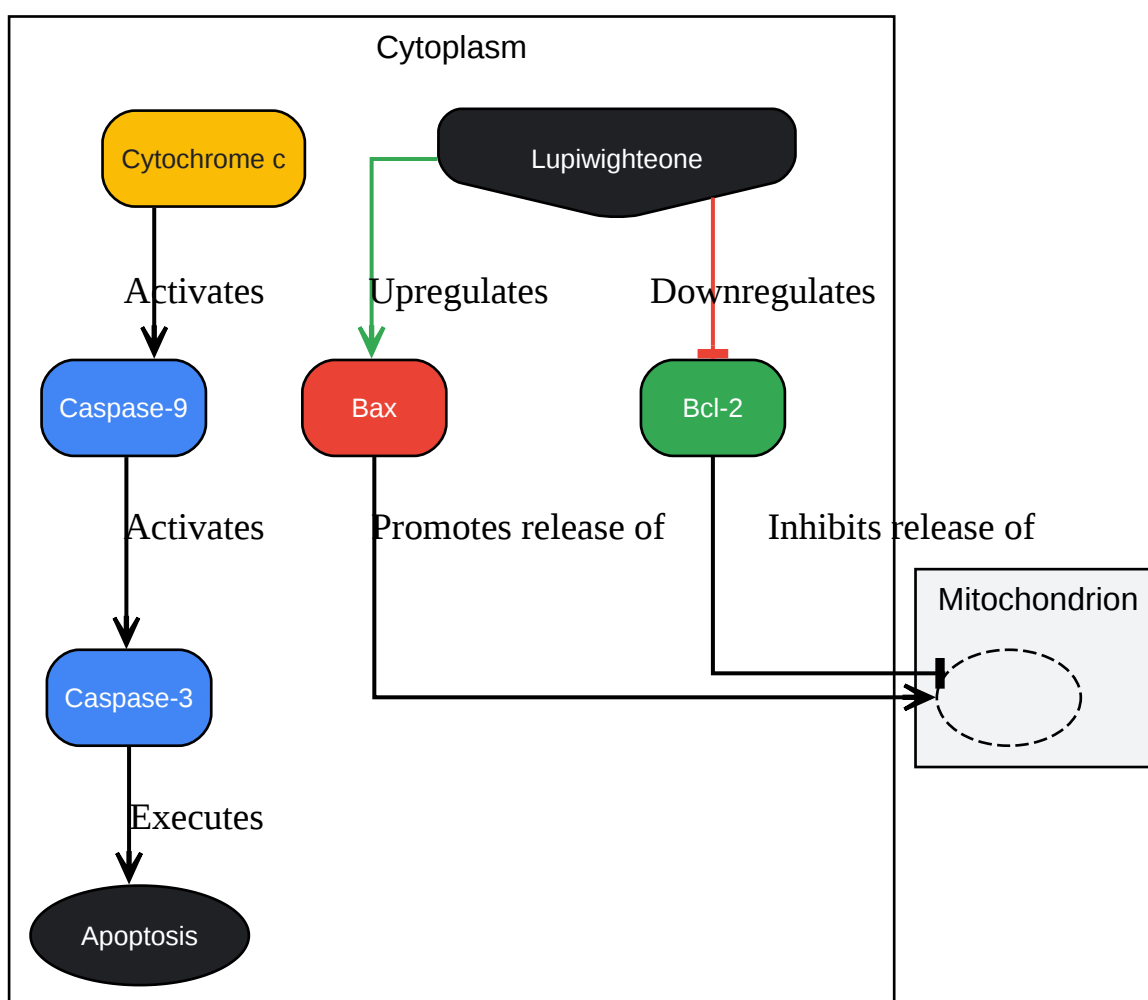 Cytoplasm
Cytochrome c
Lupiwighteone
Activates
Upregulates
Downregulates
Caspase-9
Bax
Bcl-2
Activates
Promotes release of
Inhibits release of
Mitochondrion
Caspase-3
Executes
Apoptosis